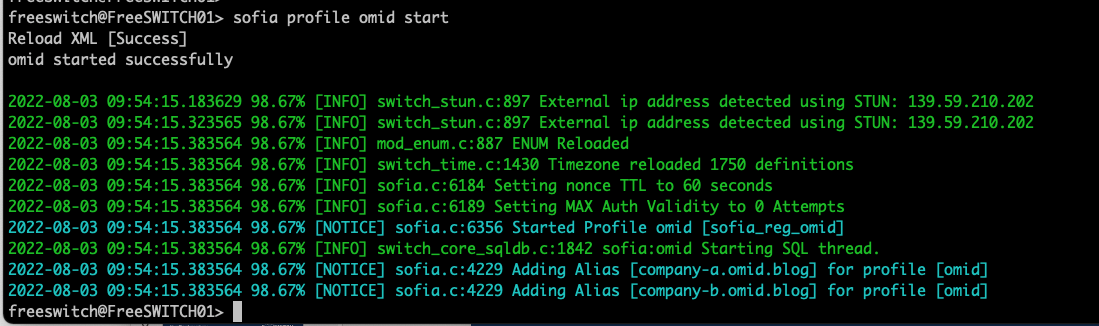 freeswitch@FreeSWITCH01> sofia profile omid start
Reload XML [Success]
omid started successfully
2022-08-03 09:54:15.183629 98.67% [INFO] switch_stun.c:897 External ip address detected using STUN: 139.59.210.202
2022-08-03 09:54:15.323565 98.67% [INFO] switch_stun.c:897 External ip address detected using STUN: 139.59.210.202
2022-08-03 09:54:15.383564 98.67% [INFO] mod_enum.c:887 ENUM Reloaded
2022-08-03 09:54:15.383564 98.67% [INFO] switch_time.c:1430 Timezone reloaded 1750 definitions
2022-08-03 09:54:15.383564 98.67% [INFO] sofia.c:6184 Setting nonce TTL to 60 seconds
2022-08-03 09:54:15.383564 98.67% [INFO] sofia.c:6189 Setting MAX Auth Validity to 0 Attempts
2022-08-03 09:54:15.383564 98.67% [NOTICE] sofia.c:6356 Started Profile omid [sofia_reg_omid]
2022-08-03 09:54:15.383564 98.67% [INFO] switch_core_sqldb.c:1842 sofia:omid Starting SQL thread.
2022-08-03 09:54:15.383564 98.67% [NOTICE] sofia.c:4229 Adding Alias [company-a.omid.blog] for profile [omid]
2022-08-03 09:54:15.383564 98.67% [NOTICE] sofia.c:4229 Adding Alias [company-b.omid.blog] for profile [omid]
freeswitch@FreeSWITCH01>